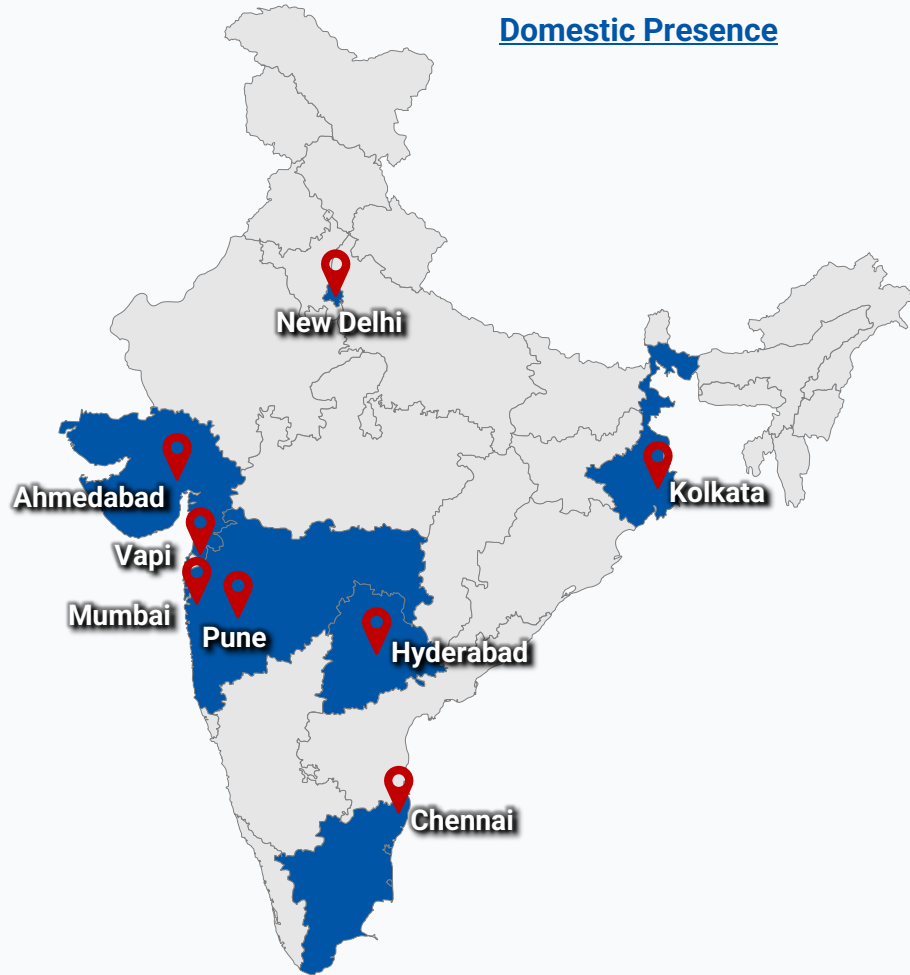 Domestic Presence
New Delhi
Ahmedabad
Kolkata
Vapi
Mumbai
Pune
Hyderabad
Chennai